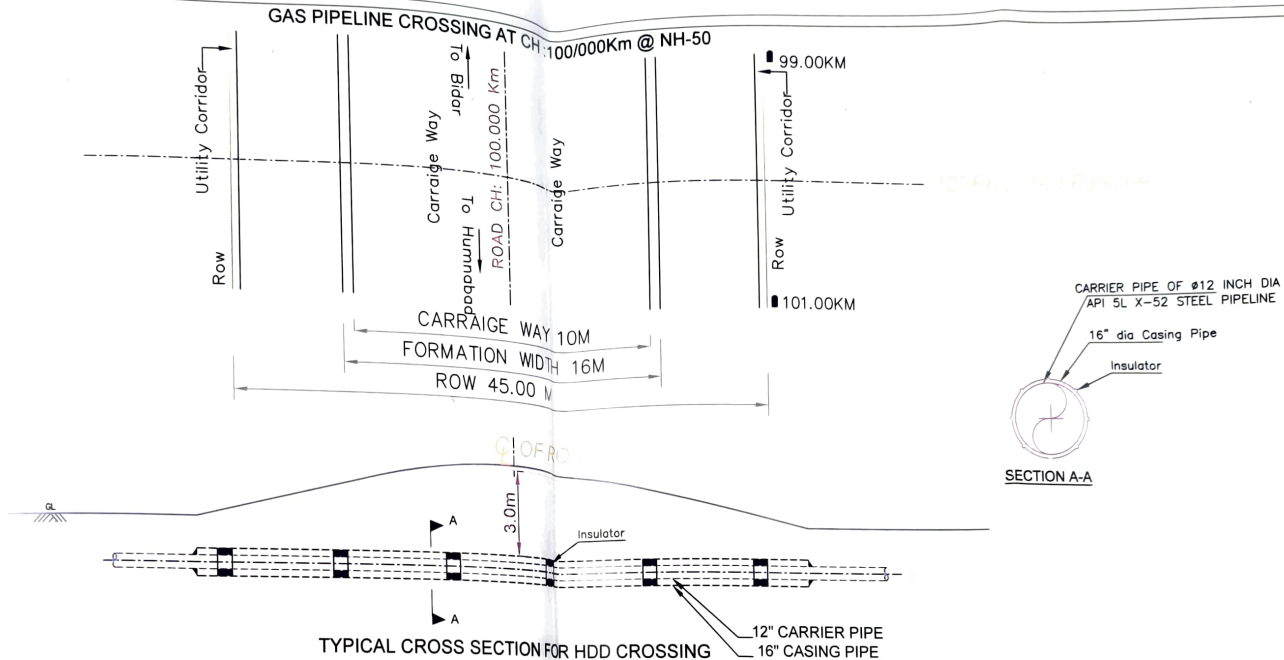 GAS PIPELINE CROSSING AT CH:100/000Km @ NH-50
Utility Corridor
Row
To Bidar
Carraige Way
To Humnabad
ROAD CH: 100.000 Km
Carraige Way
99.00KM
Utility Corridor
Row
101.00KM
12"
CARRAIGE WAY 10M
FORMATION WIDTH 16M
ROW 45.00 M
CARRIER PIPE OF ø12 INCH DIA
API 5L X-52 STEEL PIPELINE
16" dia Casing Pipe
Insulator
SECTION A-A
℄ OF RO
GL
3.0m
A
Insulator
A
12" CARRIER PIPE
16" CASING PIPE
TYPICAL CROSS SECTION FOR HDD CROSSING